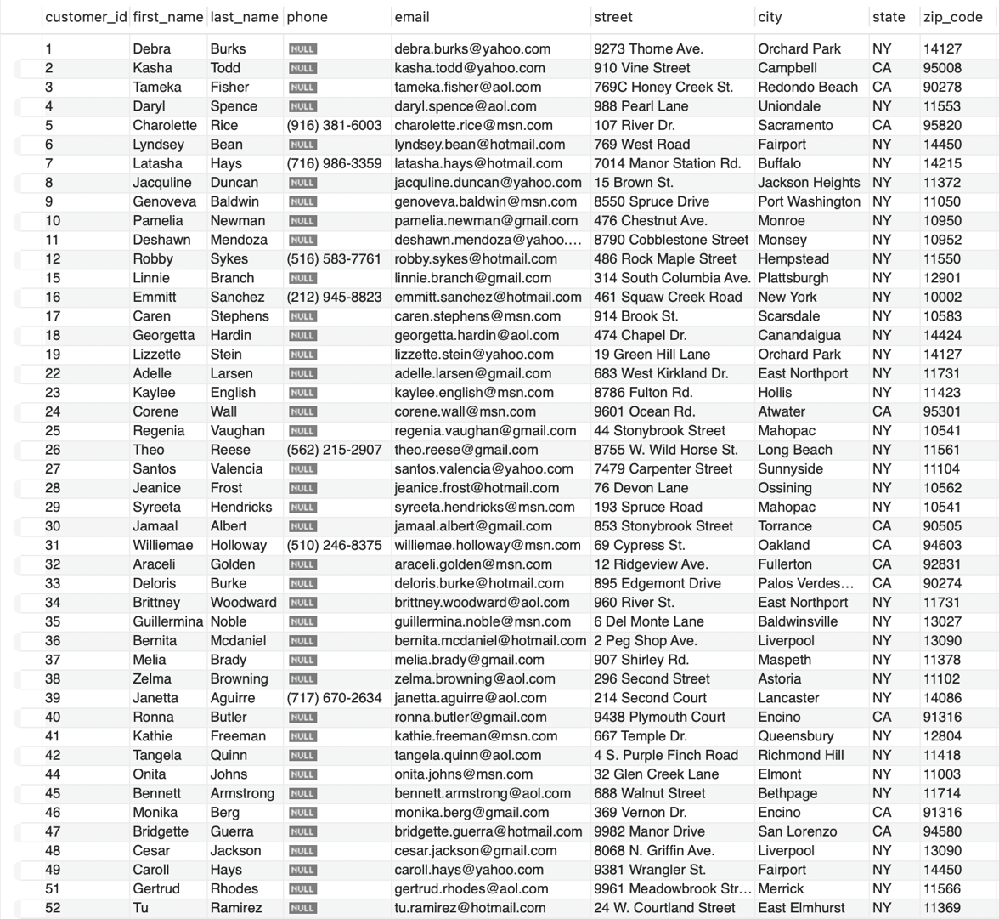 customer_id first_name last_name phone email street city state zip_code
1 Debra Burks NULL debra.burks@yahoo.com 9273 Thorne Ave. Orchard Park NY 14127
2 Kasha Todd NULL kasha.todd@yahoo.com 910 Vine Street Campbell CA 95008
3 Tameka Fisher NULL tameka.fisher@aol.com 769C Honey Creek St. Redondo Beach CA 90278
4 Daryl Spence NULL daryl.spence@aol.com 988 Pearl Lane Uniondale NY 11553
5 Charolette Rice (916) 381-6003 charolette.rice@msn.com 107 River Dr. Sacramento CA 95820
6 Lyndsey Bean NULL lyndsey.bean@hotmail.com 769 West Road Fairport NY 14450
7 Latasha Hays (716) 986-3359 latasha.hays@hotmail.com 7014 Manor Station Rd. Buffalo NY 14215
8 Jacquline Duncan NULL jacquline.duncan@yahoo.com 15 Brown St. Jackson Heights NY 11372
9 Genoveva Baldwin NULL genoveva.baldwin@msn.com 8550 Spruce Drive Port Washington NY 11050
10 Pamelia Newman NULL pamelia.newman@gmail.com 476 Chestnut Ave. Monroe NY 10950
11 Deshawn Mendoza NULL deshawn.mendoza@yahoo.... 8790 Cobblestone Street Monsey NY 10952
12 Robby Sykes (516) 583-7761 robby.sykes@hotmail.com 486 Rock Maple Street Hempstead NY 11550
15 Linnie Branch NULL linnie.branch@gmail.com 314 South Columbia Ave. Plattsburgh NY 12901
16 Emmitt Sanchez (212) 945-8823 emmitt.sanchez@hotmail.com 461 Squaw Creek Road New York NY 10002
17 Caren Stephens NULL caren.stephens@msn.com 914 Brook St. Scarsdale NY 10583
18 Georgetta Hardin NULL georgetta.hardin@aol.com 474 Chapel Dr. Canandaigua NY 14424
19 Lizzette Stein NULL lizzette.stein@yahoo.com 19 Green Hill Lane Orchard Park NY 14127
22 Adelle Larsen NULL adelle.larsen@gmail.com 683 West Kirkland Dr. East Northport NY 11731
23 Kaylee English NULL kaylee.english@msn.com 8786 Fulton Rd. Hollis NY 11423
24 Corene Wall NULL corene.wall@msn.com 9601 Ocean Rd. Atwater CA 95301
25 Regenia Vaughan NULL regenia.vaughan@gmail.com 44 Stonybrook Street Mahopac NY 10541
26 Theo Reese (562) 215-2907 theo.reese@gmail.com 8755 W. Wild Horse St. Long Beach NY 11561
27 Santos Valencia NULL santos.valencia@yahoo.com 7479 Carpenter Street Sunnyside NY 11104
28 Jeanice Frost NULL jeanice.frost@hotmail.com 76 Devon Lane Ossining NY 10562
29 Syreeta Hendricks NULL syreeta.hendricks@msn.com 193 Spruce Road Mahopac NY 10541
30 Jamaal Albert NULL jamaal.albert@gmail.com 853 Stonybrook Street Torrance CA 90505
31 Williemae Holloway (510) 246-8375 williemae.holloway@msn.com 69 Cypress St. Oakland CA 94603
32 Araceli Golden NULL araceli.golden@msn.com 12 Ridgeview Ave. Fullerton CA 92831
33 Deloris Burke NULL deloris.burke@hotmail.com 895 Edgemont Drive Palos Verdes... CA 90274
34 Brittney Woodward NULL brittney.woodward@aol.com 960 River St. East Northport NY 11731
35 Guillermina Noble NULL guillermina.noble@msn.com 6 Del Monte Lane Baldwinsville NY 13027
36 Bernita Mcdaniel NULL bernita.mcdaniel@hotmail.com 2 Peg Shop Ave. Liverpool NY 13090
37 Melia Brady NULL melia.brady@gmail.com 907 Shirley Rd. Maspeth NY 11378
38 Zelma Browning NULL zelma.browning@aol.com 296 Second Street Astoria NY 11102
39 Janetta Aguirre (717) 670-2634 janetta.aguirre@aol.com 214 Second Court Lancaster NY 14086
40 Ronna Butler NULL ronna.butler@gmail.com 9438 Plymouth Court Encino CA 91316
41 Kathie Freeman NULL kathie.freeman@msn.com 667 Temple Dr. Queensbury NY 12804
42 Tangela Quinn NULL tangela.quinn@aol.com 4 S. Purple Finch Road Richmond Hill NY 11418
44 Onita Johns NULL onita.johns@msn.com 32 Glen Creek Lane Elmont NY 11003
45 Bennett Armstrong NULL bennett.armstrong@aol.com 688 Walnut Street Bethpage NY 11714
46 Monika Berg NULL monika.berg@gmail.com 369 Vernon Dr. Encino CA 91316
47 Bridgette Guerra NULL bridgette.guerra@hotmail.com 9982 Manor Drive San Lorenzo CA 94580
48 Cesar Jackson NULL cesar.jackson@gmail.com 8068 N. Griffin Ave. Liverpool NY 13090
49 Caroll Hays NULL caroll.hays@yahoo.com 9381 Wrangler St. Fairport NY 14450
51 Gertrud Rhodes NULL gertrud.rhodes@aol.com 9961 Meadowbrook Str... Merrick NY 11566
52 Tu Ramirez NULL tu.ramirez@hotmail.com 24 W. Courtland Street East Elmhurst NY 11369